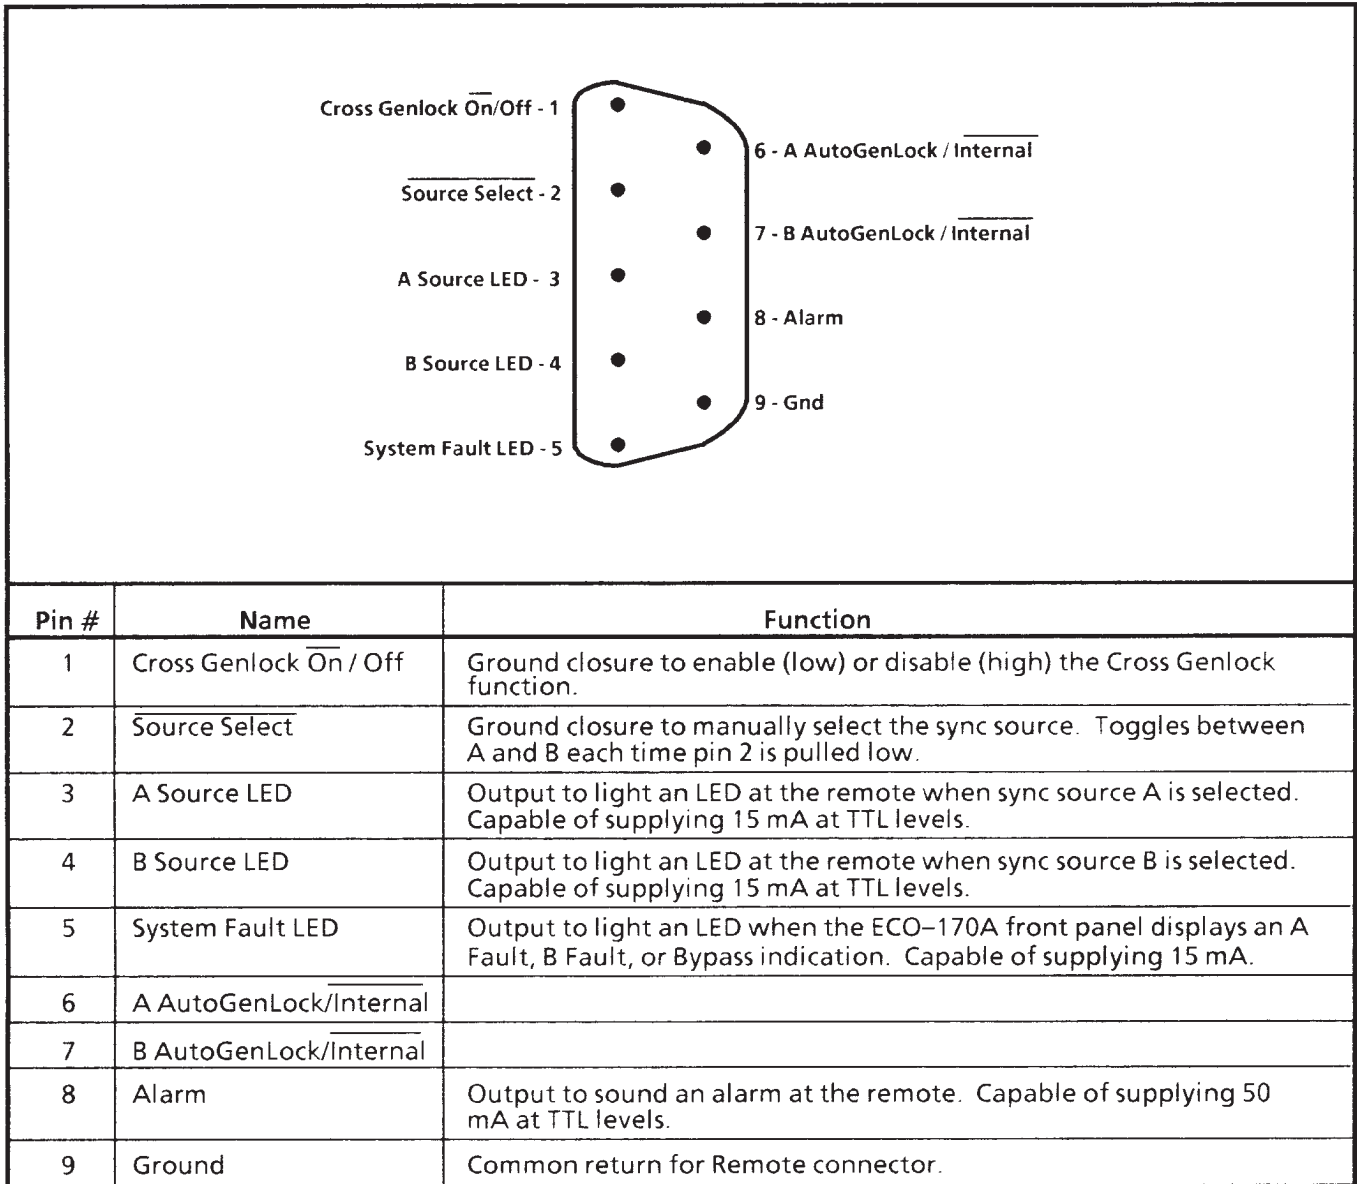 Cross Genlock On/Off - 1
6 - A AutoGenLock / Internal
Source Select - 2
7 - B AutoGenLock / Internal
A Source LED - 3
8 - Alarm
B Source LED - 4
9 - Gnd
System Fault LED - 5
Pin # Name Function
1 Cross Genlock On / Off Ground closure to enable (low) or disable (high) the Cross Genlock
function.
2 Source Select Ground closure to manually select the sync source. Toggles between
A and B each time pin 2 is pulled low.
3 A Source LED Output to light an LED at the remote when sync source A is selected.
Capable of supplying 15 mA at TTL levels.
4 B Source LED Output to light an LED at the remote when sync source B is selected.
Capable of supplying 15 mA at TTL levels.
5 System Fault LED Output to light an LED when the ECO–170A front panel displays an A
Fault, B Fault, or Bypass indication. Capable of supplying 15 mA.
6 A AutoGenLock/Internal
7 B AutoGenLock/Internal
8 Alarm Output to sound an alarm at the remote. Capable of supplying 50
mA at TTL levels.
9 Ground Common return for Remote connector.